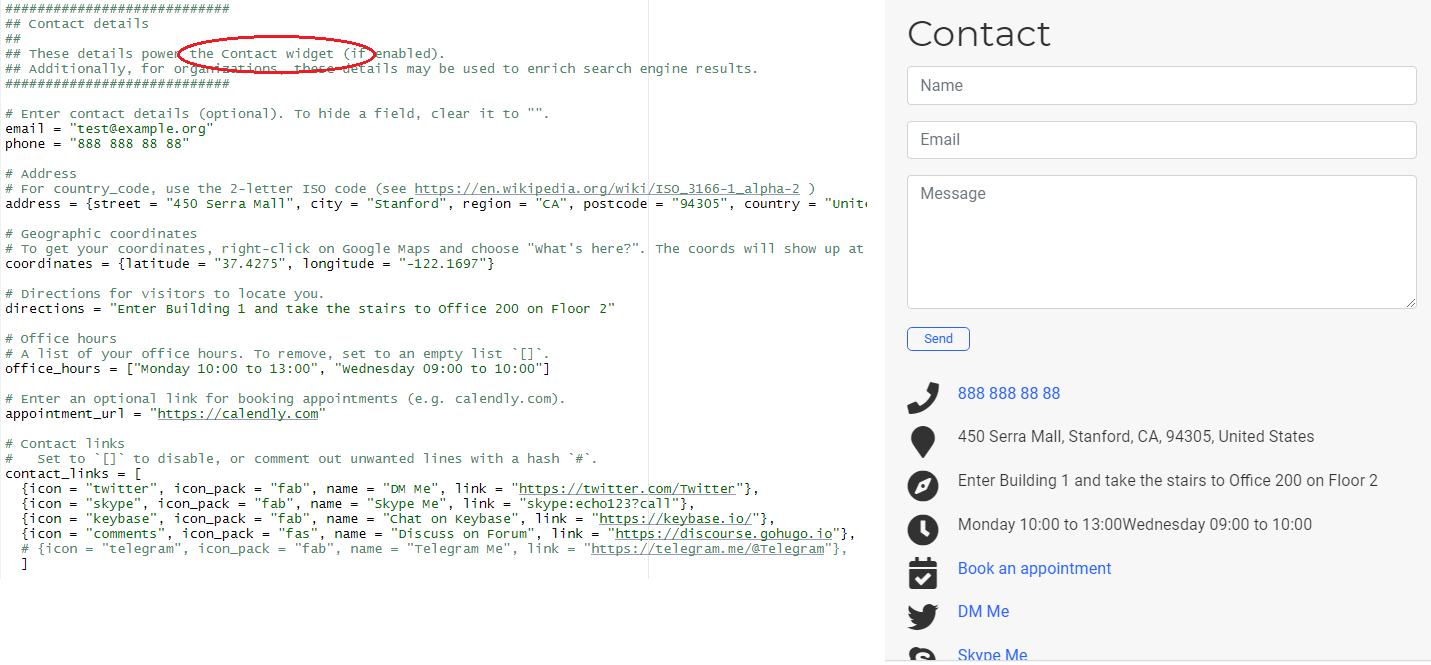 ############################
## Contact details
##
## These details power the Contact widget (if enabled).
## Additionally, for organizations, these details may be used to enrich search engine results.
############################
# Enter contact details (optional). To hide a field, clear it to "".
email = "test@example.org"
phone = "888 888 88 88"
# Address
# For country_code, use the 2-letter ISO code (see https://en.wikipedia.org/wiki/ISO_3166-1_alpha-2 )
address = {street = "450 Serra Mall", city = "Stanford", region = "CA", postcode = "94305", country = "Unite
# Geographic coordinates
# To get your coordinates, right-click on Google Maps and choose "What's here?". The coords will show up at
coordinates = {latitude = "37.4275", longitude = "-122.1697"}
# Directions for visitors to locate you.
directions = "Enter Building 1 and take the stairs to Office 200 on Floor 2"
# Office hours
# A list of your office hours. To remove, set to an empty list `[]`.
office_hours = ["Monday 10:00 to 13:00", "Wednesday 09:00 to 10:00"]
# Enter an optional link for booking appointments (e.g. calendly.com).
appointment_url = "https://calendly.com"
# Contact links
#   Set to `[]` to disable, or comment out unwanted lines with a hash `#`.
contact_links = [
  {icon = "twitter", icon_pack = "fab", name = "DM Me", link = "https://twitter.com/Twitter"},
  {icon = "skype", icon_pack = "fab", name = "Skype Me", link = "skype:echo123?call"},
  {icon = "keybase", icon_pack = "fab", name = "Chat on Keybase", link = "https://keybase.io/"},
  {icon = "comments", icon_pack = "fas", name = "Discuss on Forum", link = "https://discourse.gohugo.io"},
  # {icon = "telegram", icon_pack = "fab", name = "Telegram Me", link = "https://telegram.me/@Telegram"},
  ]
Contact
Name
Email
Message
Send
888 888 88 88
450 Serra Mall, Stanford, CA, 94305, United States
Enter Building 1 and take the stairs to Office 200 on Floor 2
Monday 10:00 to 13:00Wednesday 09:00 to 10:00
Book an appointment
DM Me
Skype Me